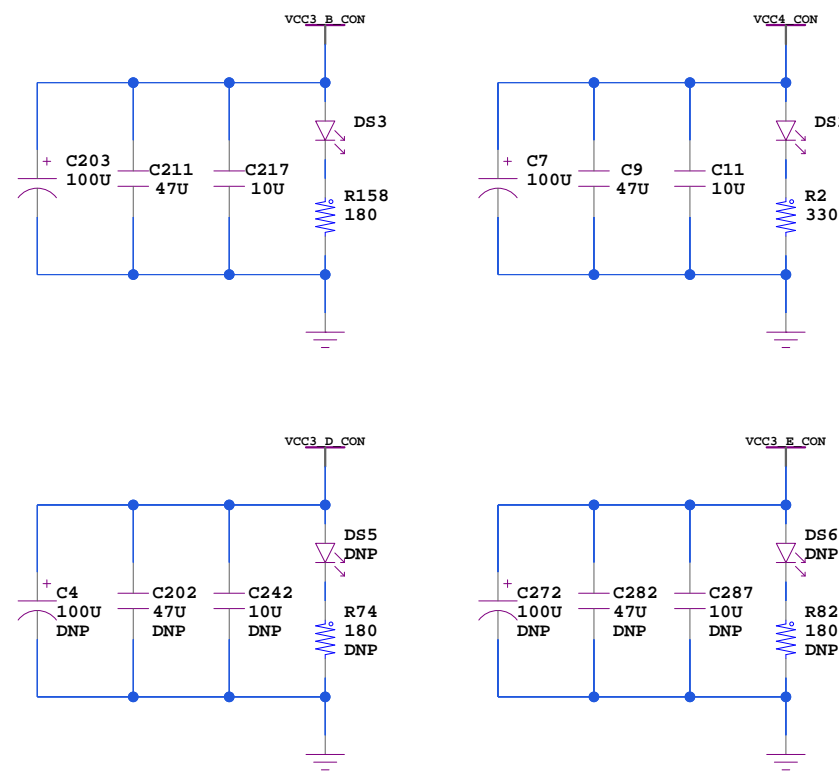 VCC3_B_CON
+
C203
100U
C211
47U
C217
10U
DS3
R158
180
VCC4_CON
+
C7
100U
C9
47U
C11
10U
R2
330
VCC3_D_CON
+
C4
100U
DNP
C202
47U
DNP
C242
10U
DNP
DS5
DNP
R74
180
DNP
VCC3_E_CON
+
C272
100U
DNP
C282
47U
DNP
C287
10U
DNP
DS6
DNP
R82
180
DNP